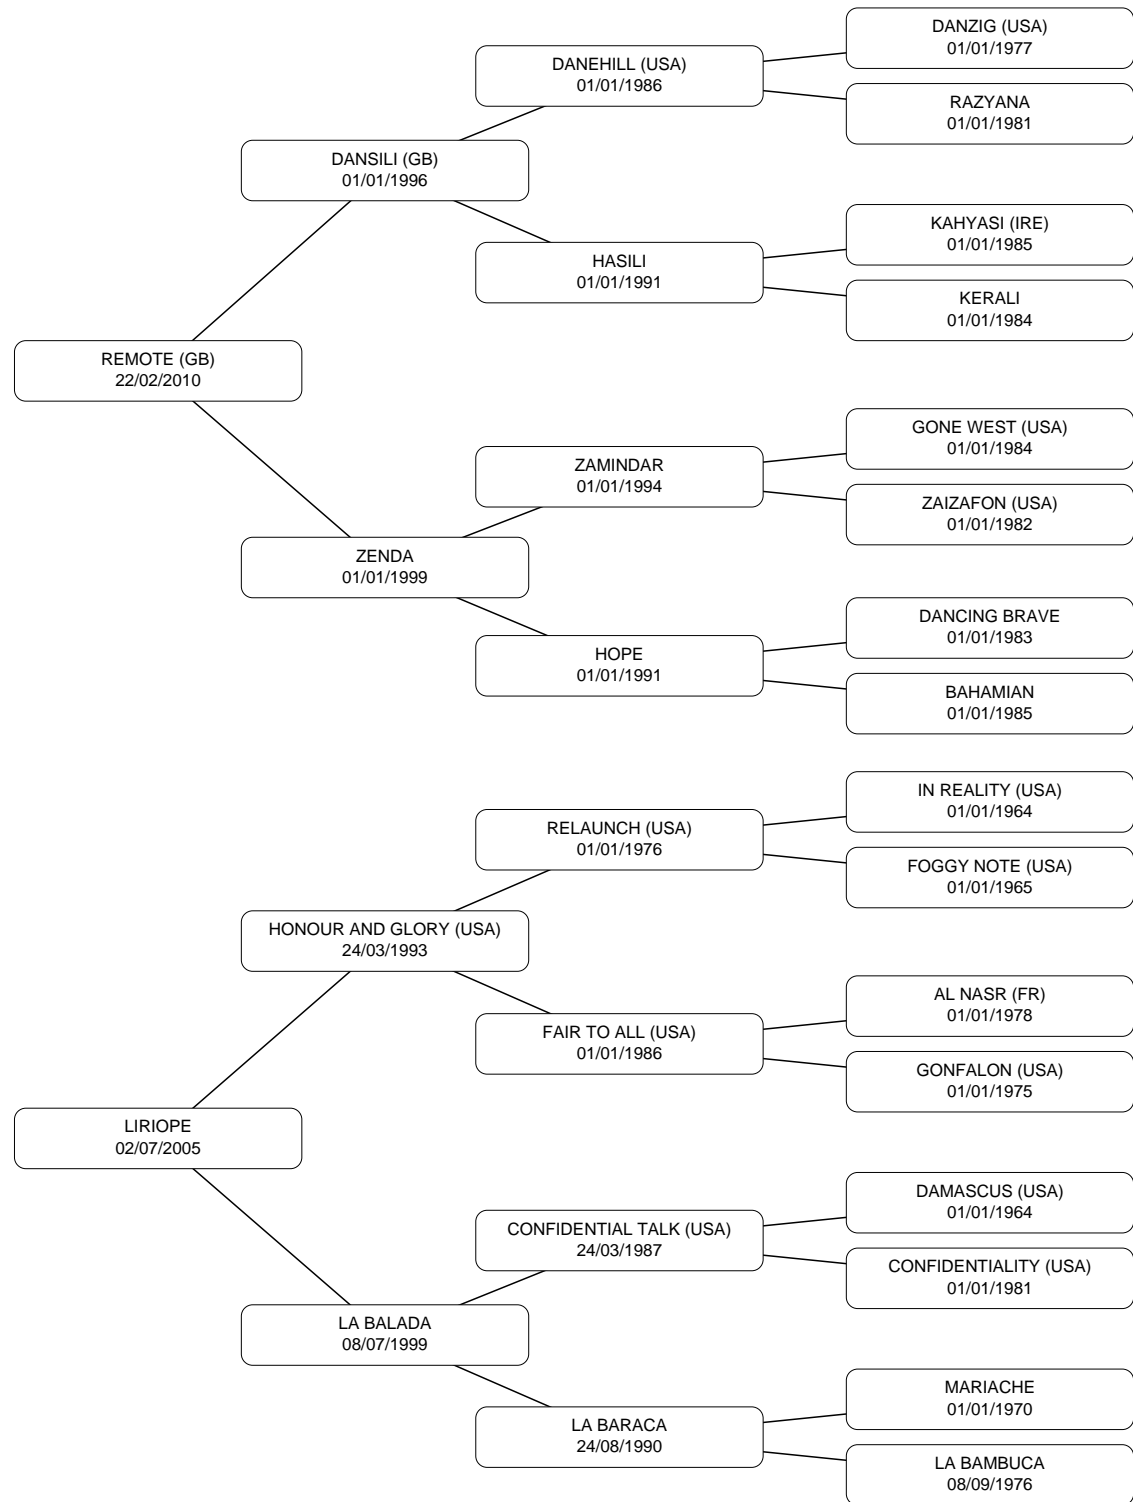 DANZIG (USA)
01/01/1977
DANEHILL (USA)
01/01/1986
RAZYANA
01/01/1981
DANSILI (GB)
01/01/1996
KAHYASI (IRE)
01/01/1985
HASILI
01/01/1991
KERALI
01/01/1984
REMOTE (GB)
22/02/2010
GONE WEST (USA)
01/01/1984
ZAMINDAR
01/01/1994
ZAIZAFON (USA)
01/01/1982
ZENDA
01/01/1999
DANCING BRAVE
01/01/1983
HOPE
01/01/1991
BAHAMIAN
01/01/1985
IN REALITY (USA)
01/01/1964
RELAUNCH (USA)
01/01/1976
FOGGY NOTE (USA)
01/01/1965
HONOUR AND GLORY (USA)
24/03/1993
AL NASR (FR)
01/01/1978
FAIR TO ALL (USA)
01/01/1986
GONFALON (USA)
01/01/1975
LIRIOPE
02/07/2005
DAMASCUS (USA)
01/01/1964
CONFIDENTIAL TALK (USA)
24/03/1987
CONFIDENTIALITY (USA)
01/01/1981
LA BALADA
08/07/1999
MARIACHE
01/01/1970
LA BARACA
24/08/1990
LA BAMBUCA
08/09/1976